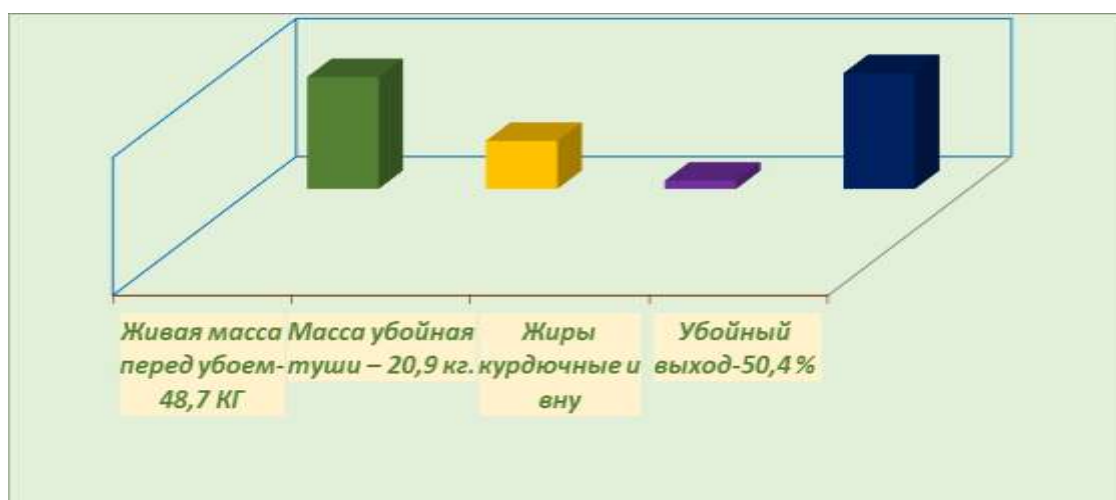 Живая масса
перед убоем-
48,7 КГ
Масса убойная
туши – 20,9 кг.
Жиры
курдючные и
вну
Убойный
выход-50,4 %